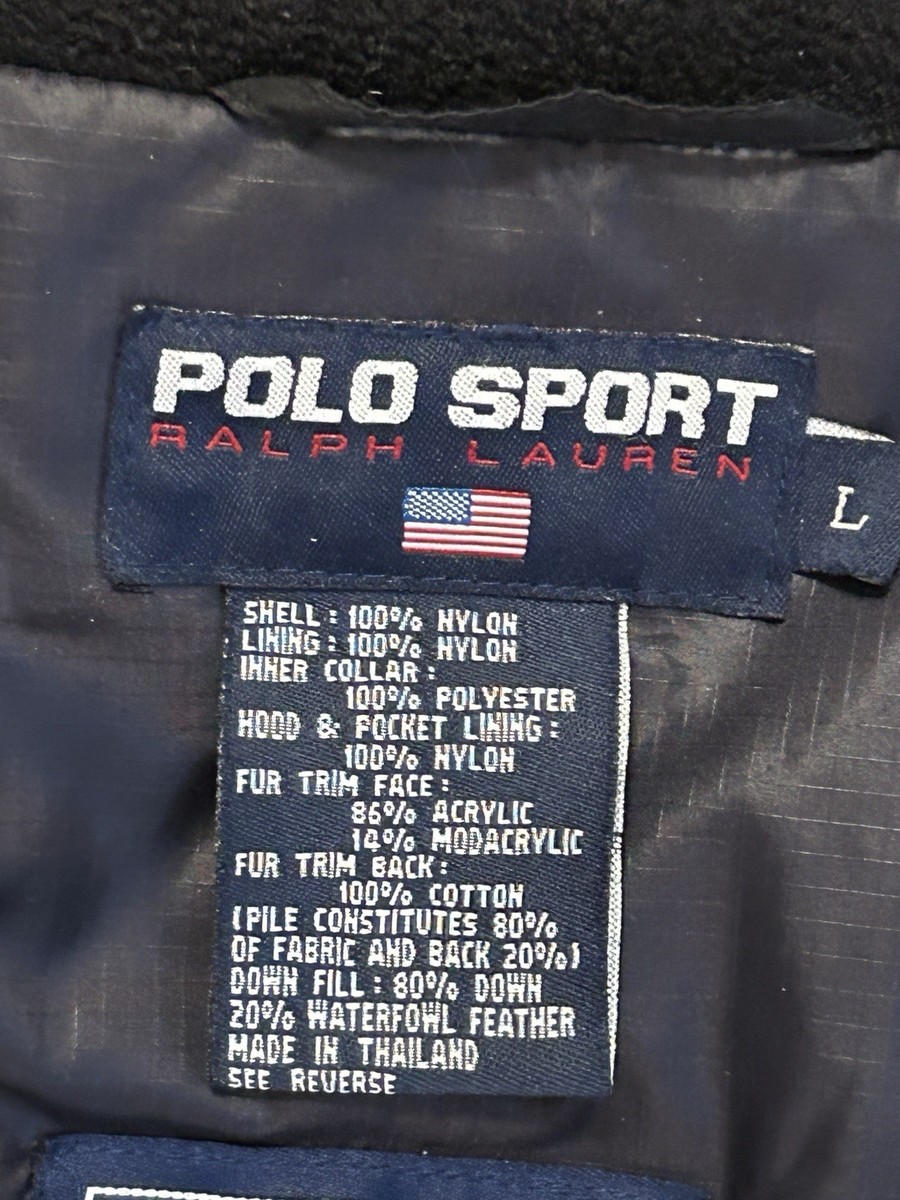 POLO SPORT
RALPH LAUREN
L
SHELL : 100% NYLON
LINING : 100% NYLON
INNER COLLAR :
100% POLYESTER
HOOD & POCKET LINING :
100% NYLON
FUR TRIM FACE :
86% ACRYLIC
14% MODACRYLIC
FUR TRIM BACK :
100% COTTON
(PILE CONSTITUTES 80%
OF FABRIC AND BACK 20%)
DOWN FILL : 80% DOWN
20% WATERFOWL FEATHER
MADE IN THAILAND
SEE REVERSE